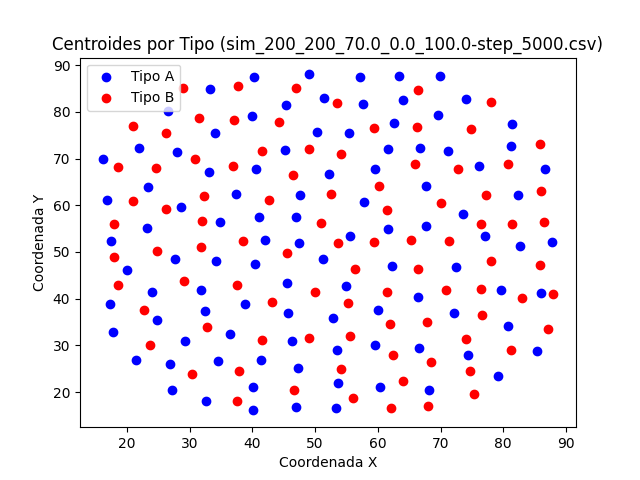 Centroides por Tipo (sim_200_200_70.0_0.0_100.0-step_5000.csv)
Tipo A
Tipo B
90
80
70
60
50
40
30
20
Coordenada Y
20 30 40 50 60 70 80 90
Coordenada X